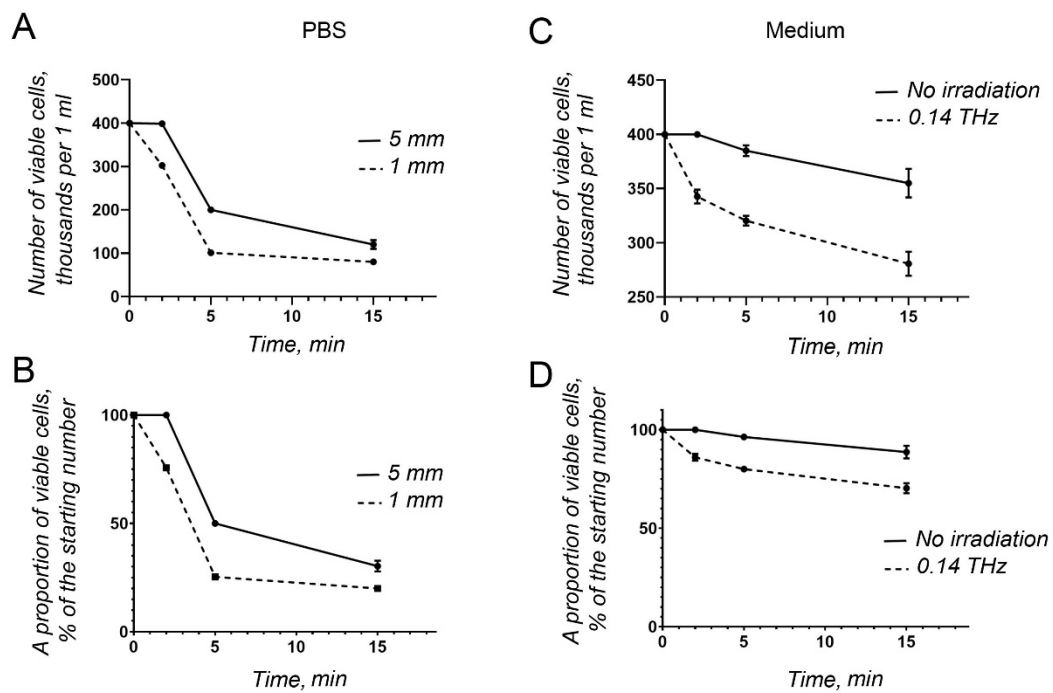 A
PBS
Number of viable cells,
thousands per 1 ml
500
400
300
200
100
0
0
5
10
15
5 mm
1 mm
Time, min
C
Medium
Number of viable cells,
thousands per 1 ml
450
400
350
300
250
0
5
10
15
No irradiation
0.14 THz
Time, min
B
A proportion of viable cells,
% of the starting number
100
50
0
0
5
10
15
5 mm
1 mm
Time, min
D
A proportion of viable cells,
% of the starting number
100
50
0
0
5
10
15
No irradiation
0.14 THz
Time, min